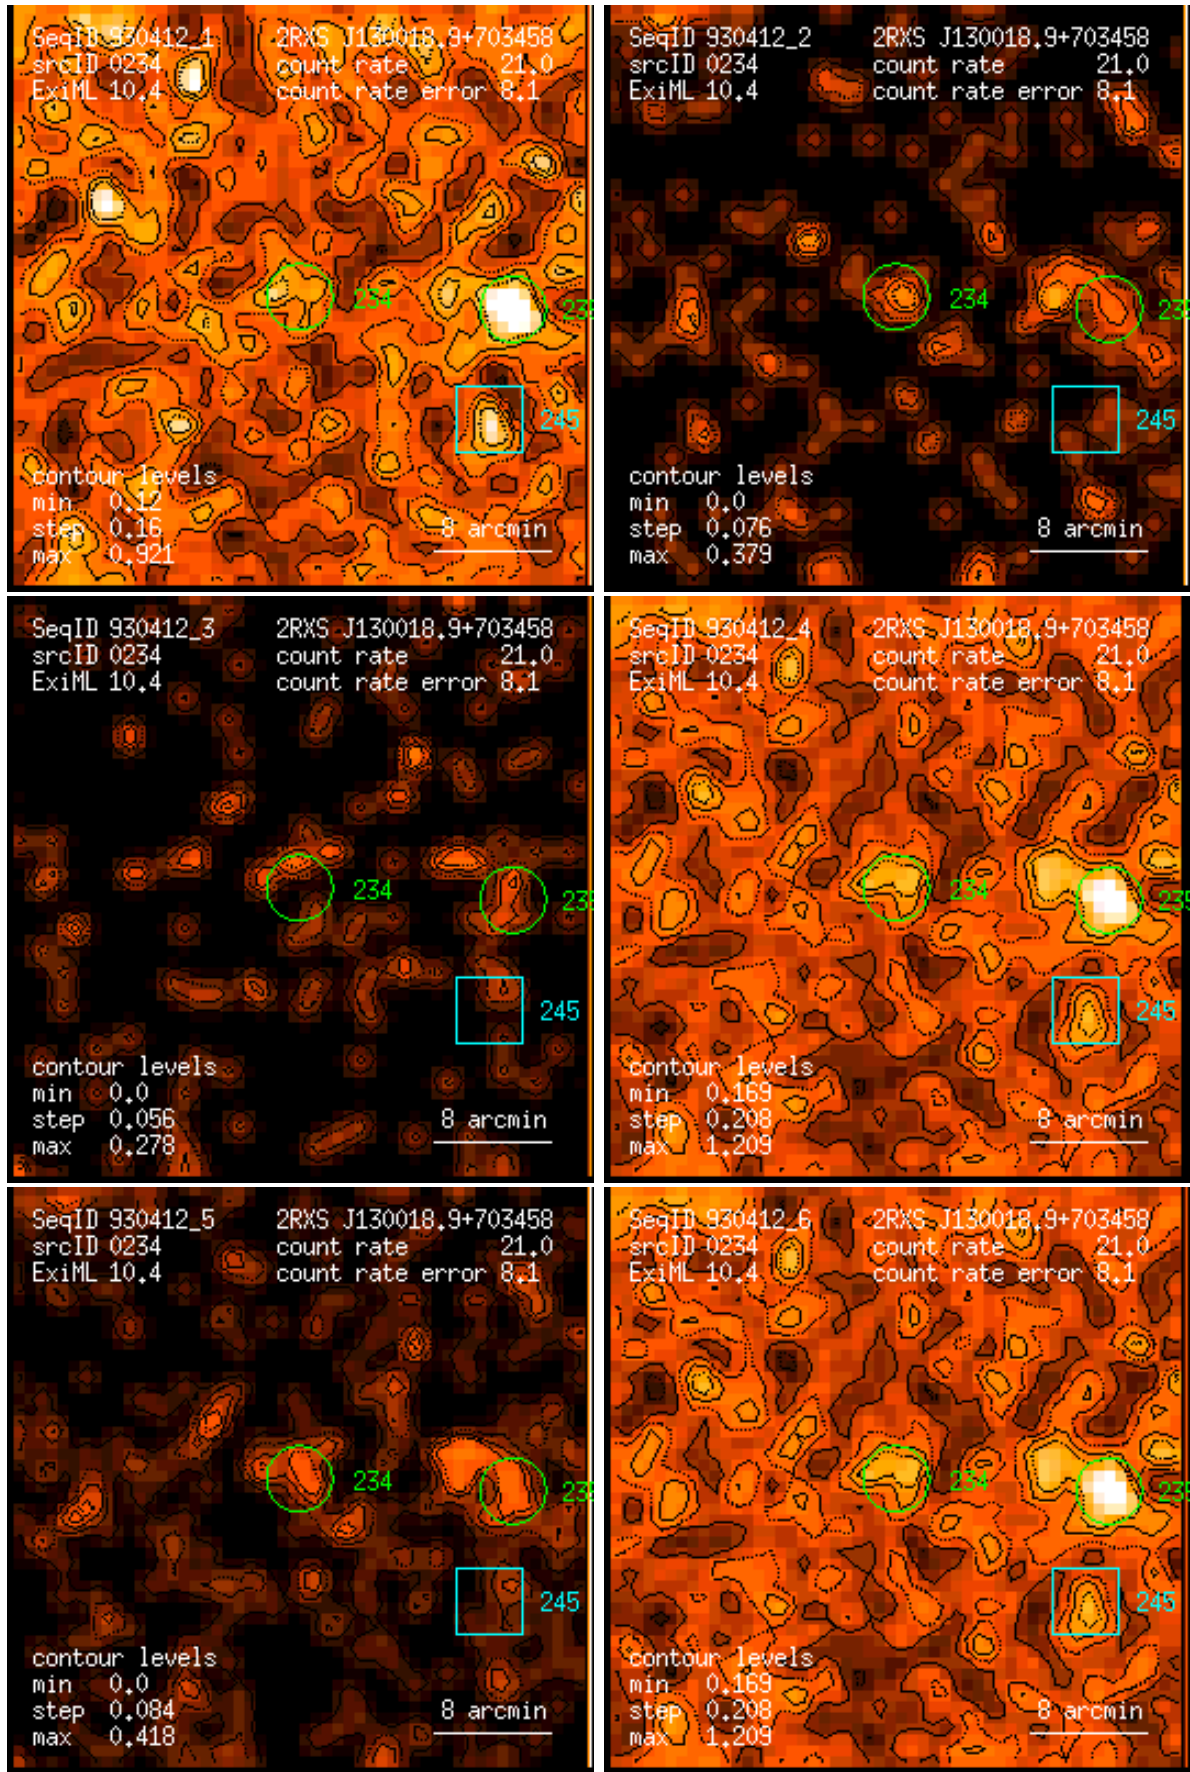 SeqID 930412_1 2RXS J130018.9+703458
srcID 0234 count rate 21.0
ExiML 10.4 count rate error 8.1
234
235
245
contour levels
min 0.12
step 0.16
max 0.921
8 arcmin
SeqID 930412_2 2RXS J130018.9+703458
srcID 0234 count rate 21.0
ExiML 10.4 count rate error 8.1
234
235
245
contour levels
min 0.0
step 0.076
max 0.379
8 arcmin
SeqID 930412_3 2RXS J130018.9+703458
srcID 0234 count rate 21.0
ExiML 10.4 count rate error 8.1
234
235
245
contour levels
min 0.0
step 0.056
max 0.278
8 arcmin
SeqID 930412_4 2RXS J130018.9+703458
srcID 0234 count rate 21.0
ExiML 10.4 count rate error 8.1
234
235
245
contour levels
min 0.169
step 0.208
max 1.209
8 arcmin
SeqID 930412_5 2RXS J130018.9+703458
srcID 0234 count rate 21.0
ExiML 10.4 count rate error 8.1
234
235
245
contour levels
min 0.0
step 0.084
max 0.418
8 arcmin
SeqID 930412_6 2RXS J130018.9+703458
srcID 0234 count rate 21.0
ExiML 10.4 count rate error 8.1
234
235
245
contour levels
min 0.169
step 0.208
max 1.209
8 arcmin